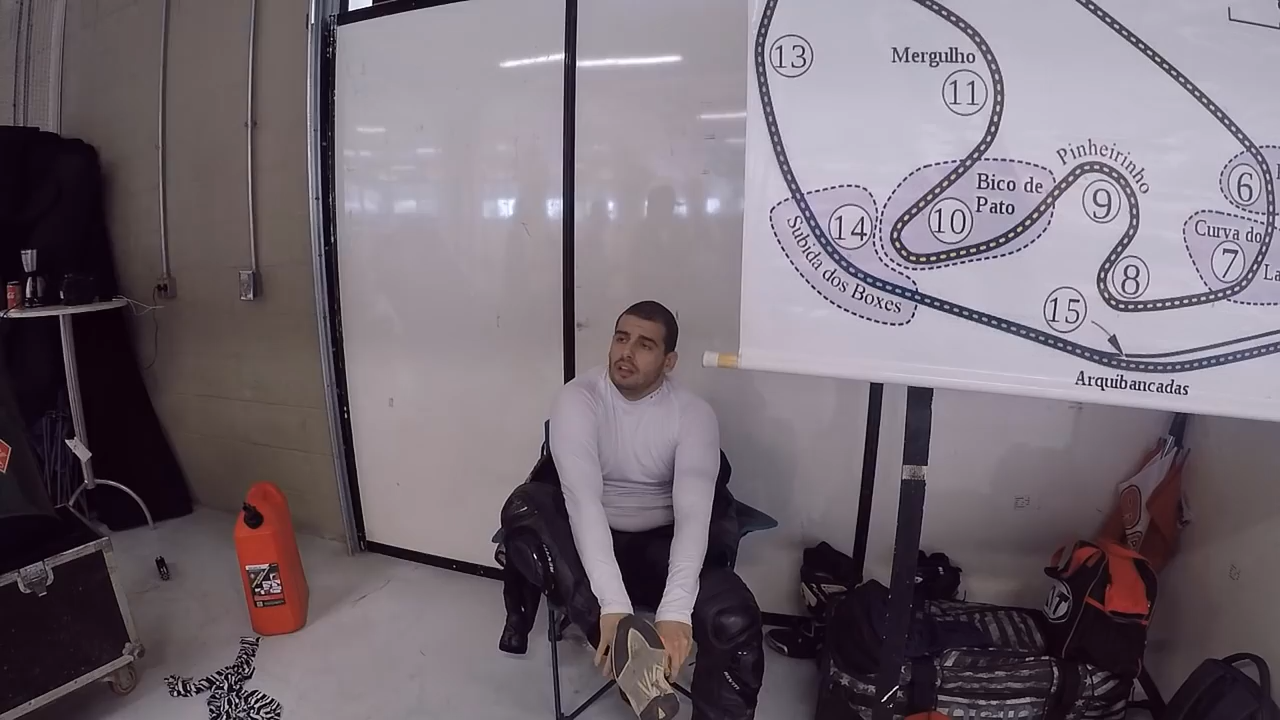 13
Mergulho
11
Pinheirinho
Bico de
Pato
10
9
6
14
Subida dos Boxes
Curva do
7
8
15
Arquibancadas